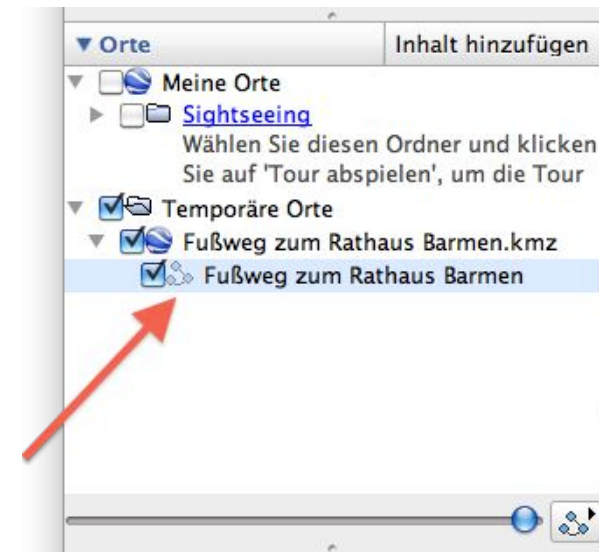 Orte
Inhalt hinzufügen
Meine Orte
Sightseeing
Wählen Sie diesen Ordner und klicken
Sie auf 'Tour abspielen', um die Tour
Temporäre Orte
Fußweg zum Rathaus Barmen.kmz
Fußweg zum Rathaus Barmen